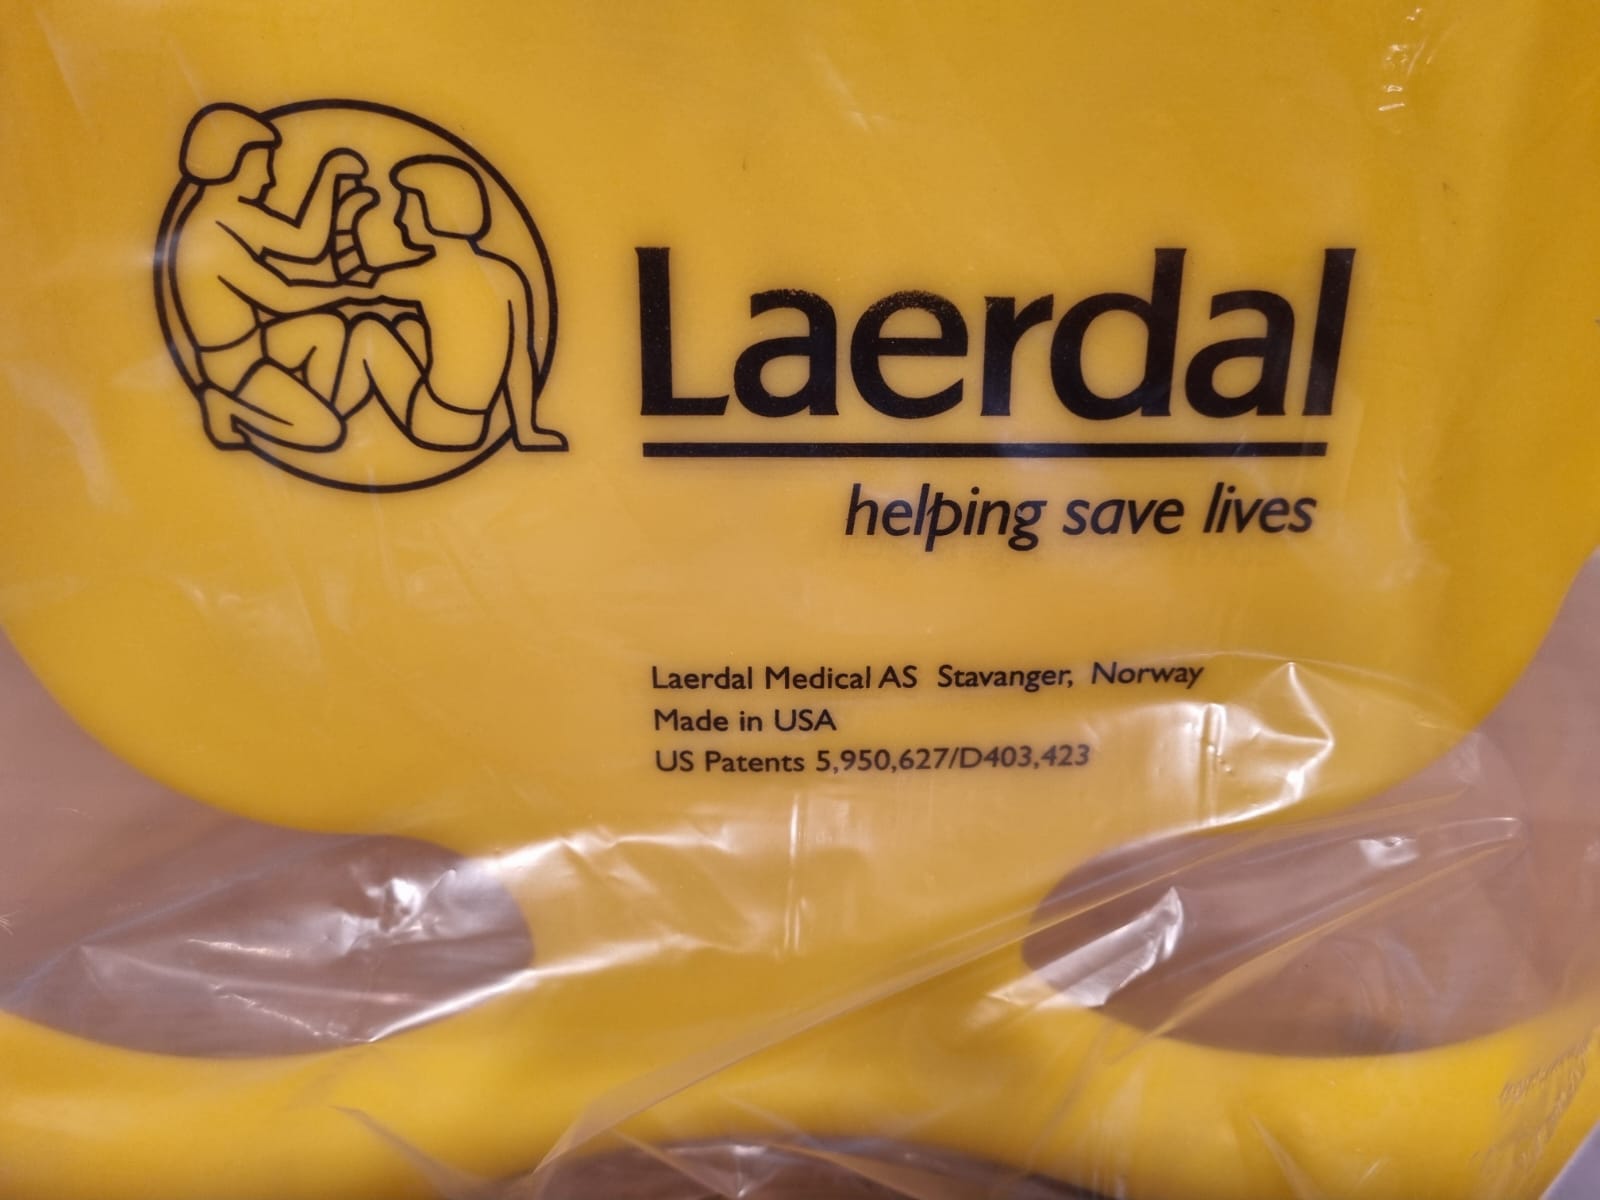 Laerdal
helping save lives
Laerdal Medical AS Stavanger, Norway
Made in USA
US Patents 5,950,627/D403,423